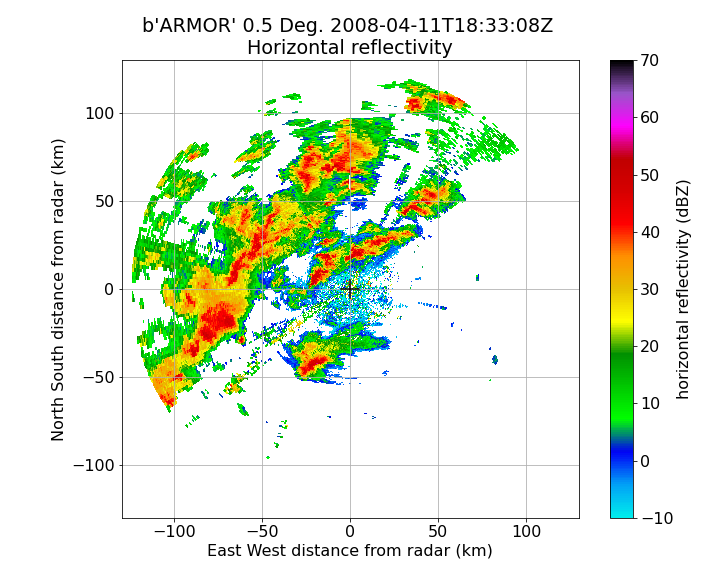 b'ARMOR' 0.5 Deg. 2008-04-11T18:33:08Z
Horizontal reflectivity
North South distance from radar (km)
100
50
0
−50
−100
−100 −50 0 50 100
East West distance from radar (km)
70
60
50
40
30
20
10
0
−10
horizontal reflectivity (dBZ)